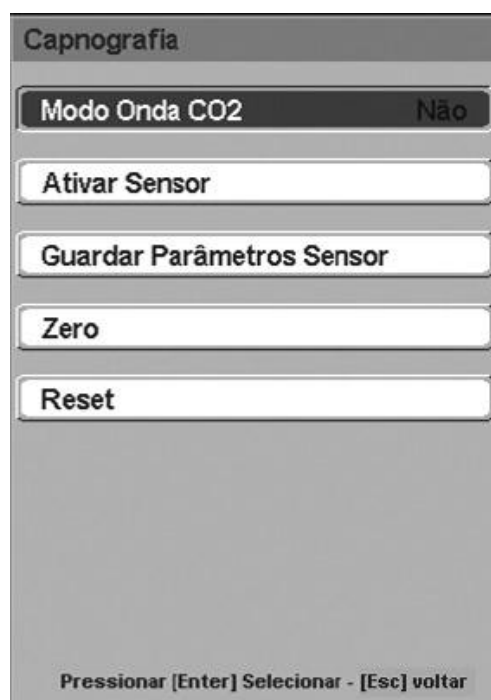 Capnografia
Modo Onda CO2 Não
Ativar Sensor
Guardar Parâmetros Sensor
Zero
Reset
Pressionar [Enter] Selecionar - [Esc] voltar